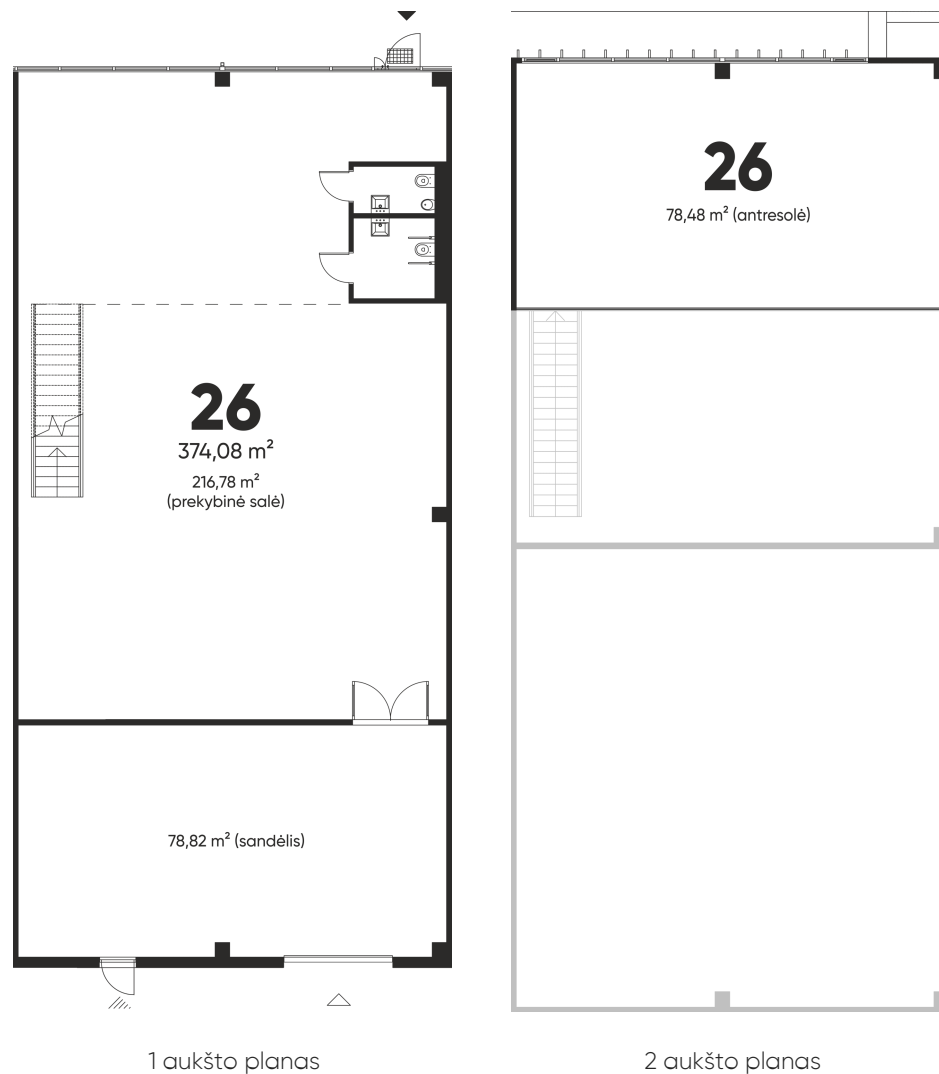 26
374,08 m²
216,78 m²
(prekybinė salė)
78,82 m² (sandėlis)
1 aukšto planas
26
78,48 m² (antresolė)
2 aukšto planas